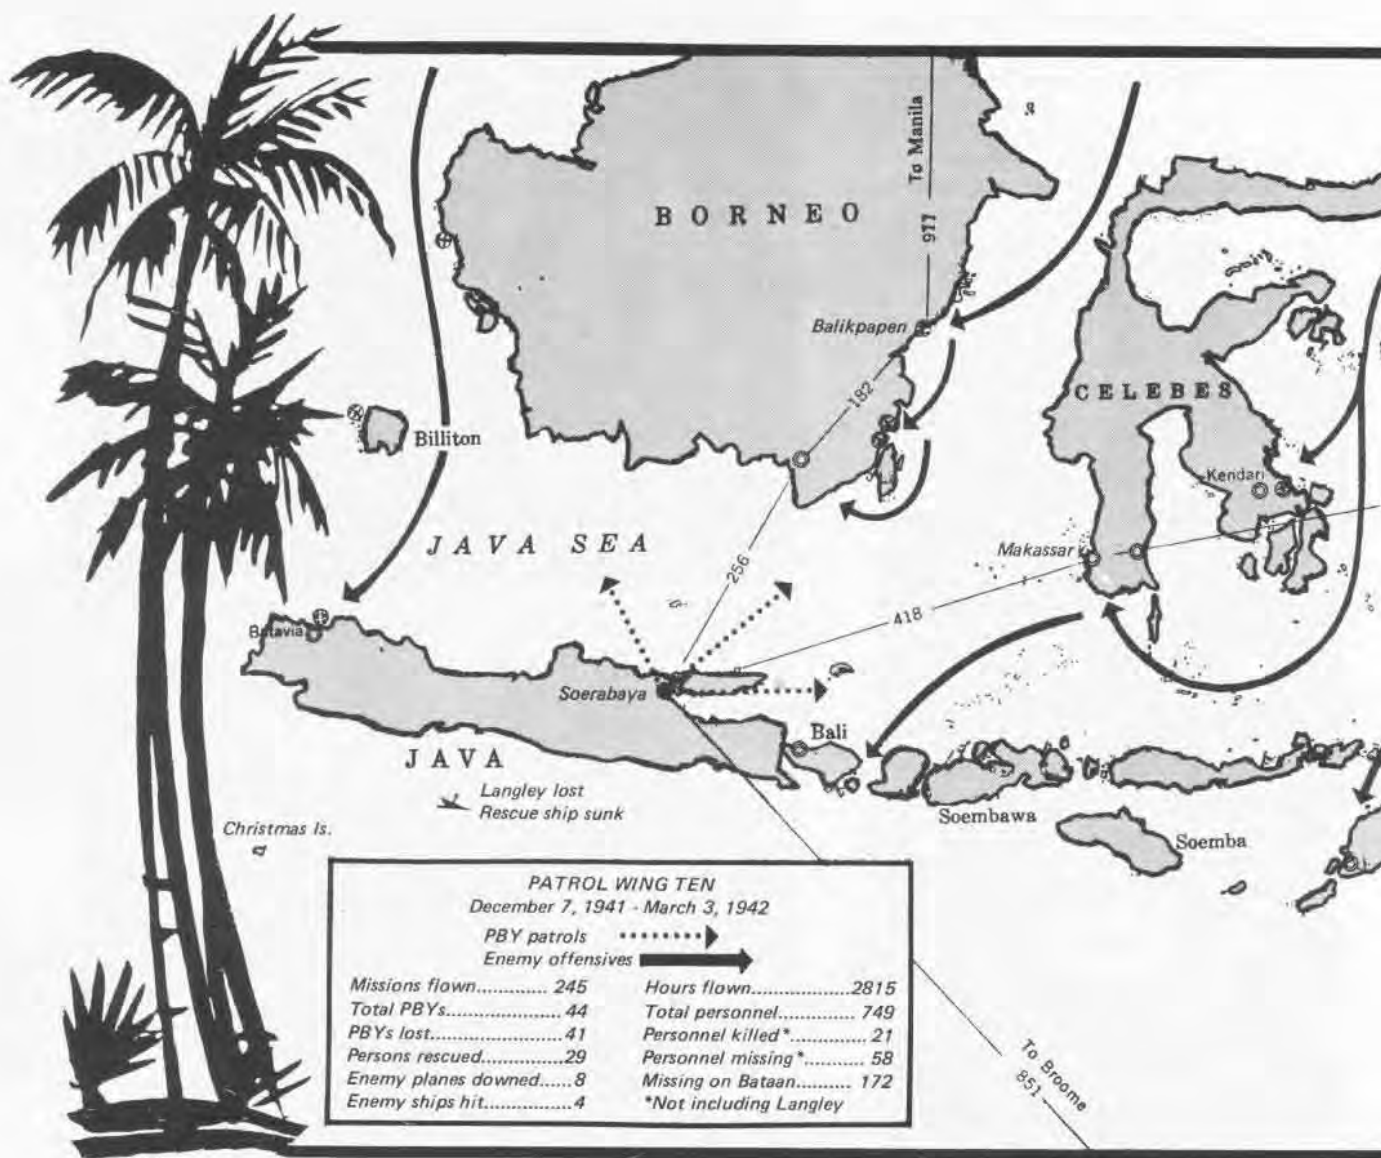 To Manila
977
BORNEO
Balikpapen
182
CELEBES
Billiton
Kendari
JAVA SEA
256
Makassar
418
Batavia
Soerabaya
Bali
JAVA
Langley lost
Rescue ship sunk
Soembawa
Christmas Is.
Soemba
PATROL WING TEN
December 7, 1941 - March 3, 1942
PBY patrols
Enemy offensives
Missions flown............. 245
Total PBYs..................... 44
PBYs lost........................ 41
Persons rescued...............29
Enemy planes downed......8
Enemy ships hit................4
Hours flown..................2815
Total personnel.............. 749
Personnel killed*.............. 21
Personnel missing*........... 58
Missing on Bataan.......... 172
*Not including Langley
To Broome
851